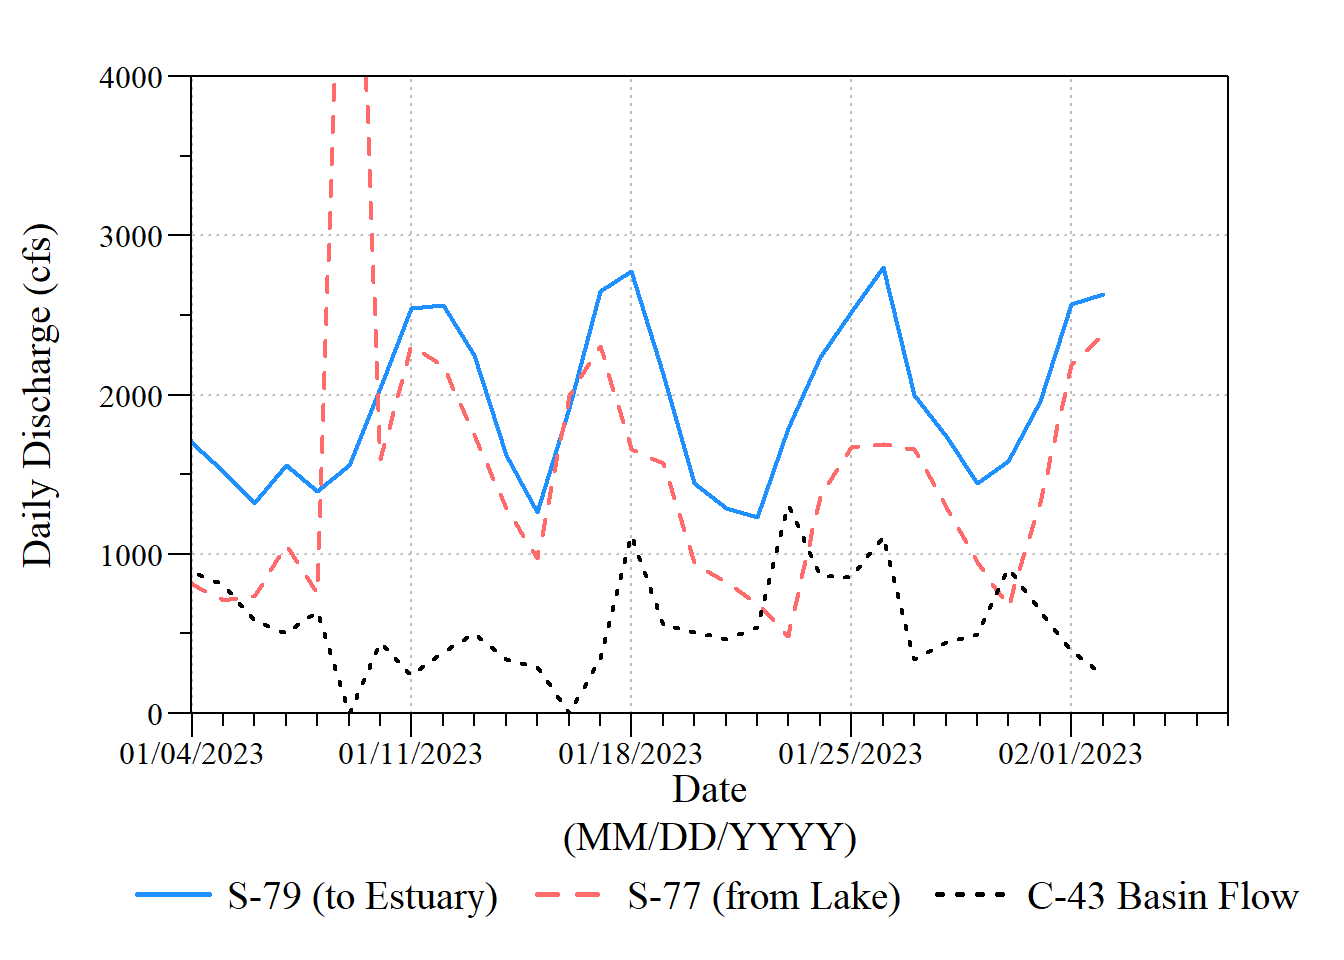 4000
3000
2000
1000
0
Daily Discharge (cfs)
01/04/2023 01/11/2023 01/18/2023 01/25/2023 02/01/2023
Date
(MM/DD/YYYY)
S-79 (to Estuary) S-77 (from Lake) C-43 Basin Flow